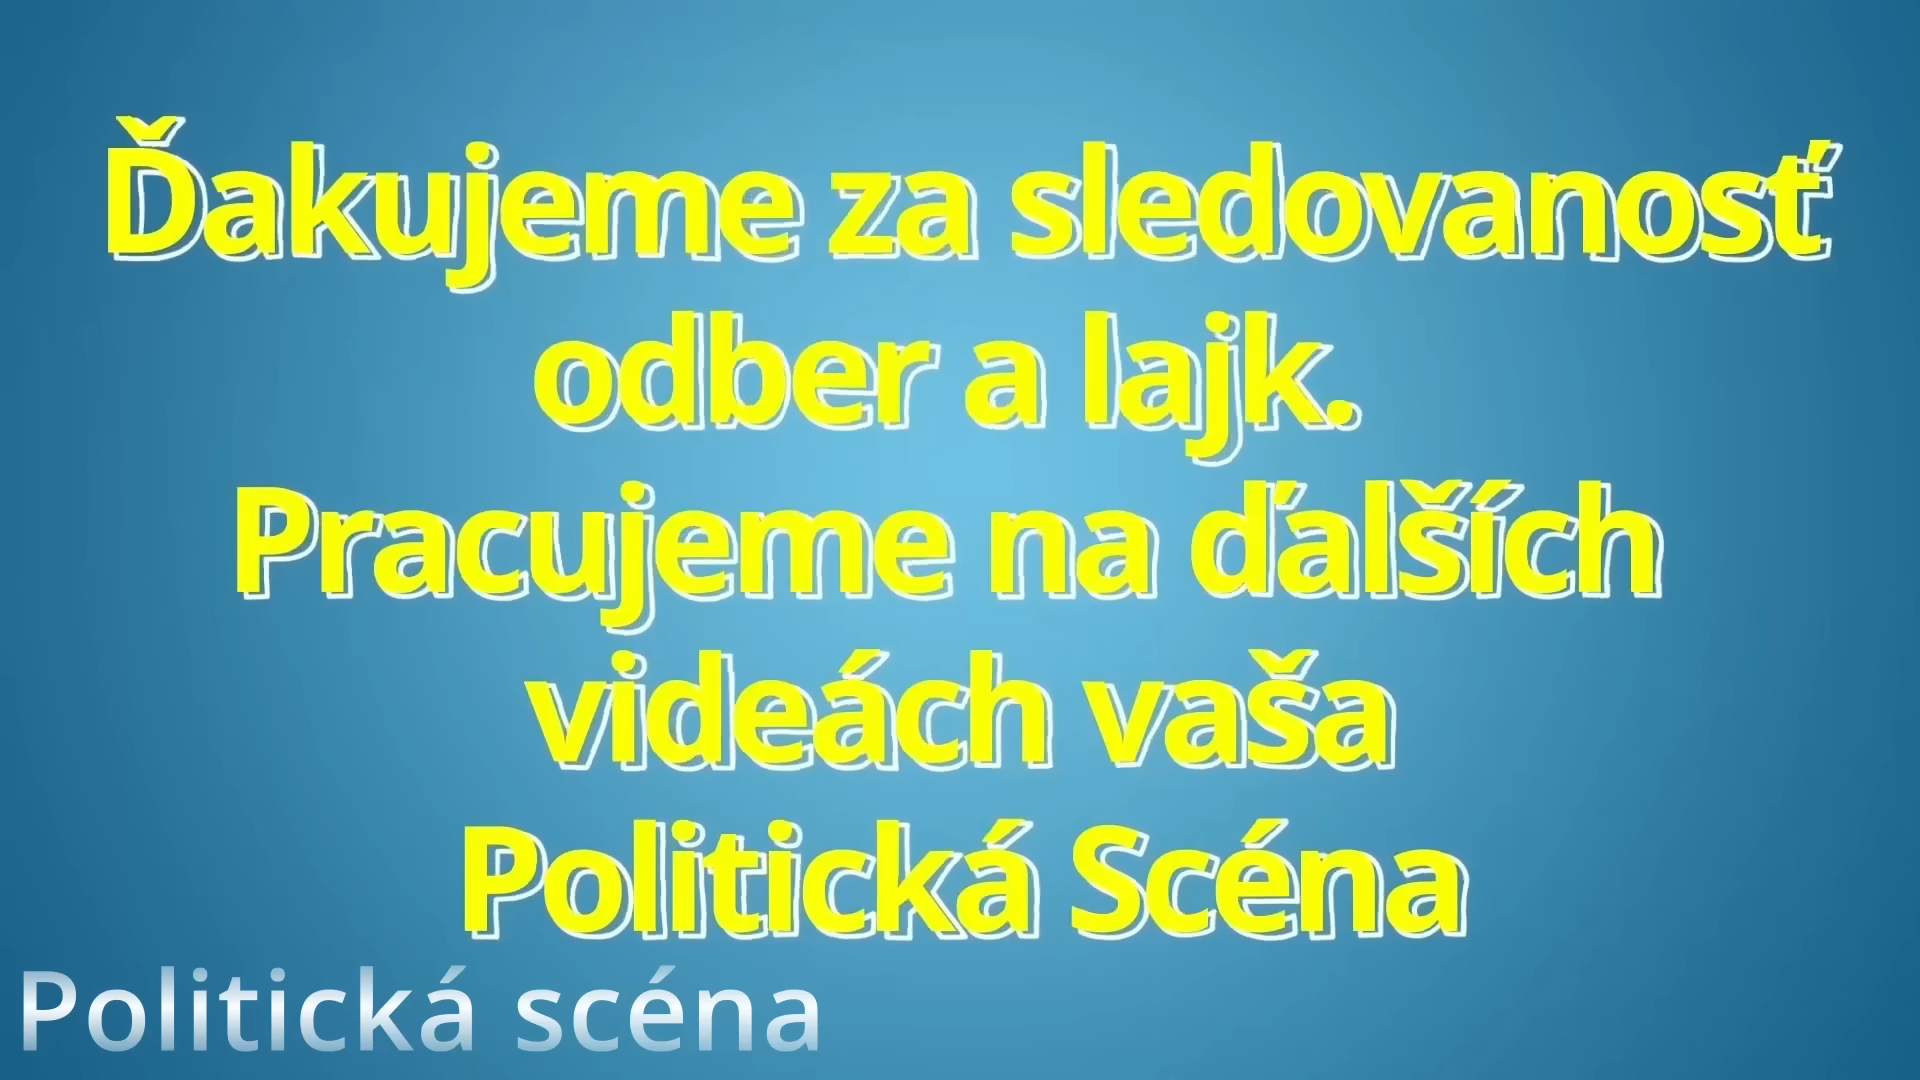 Ďakujeme za sledovanosť
odber a lajk.
Pracujeme na ďalších
videách vaša
Politická Scéna
Politická scéna